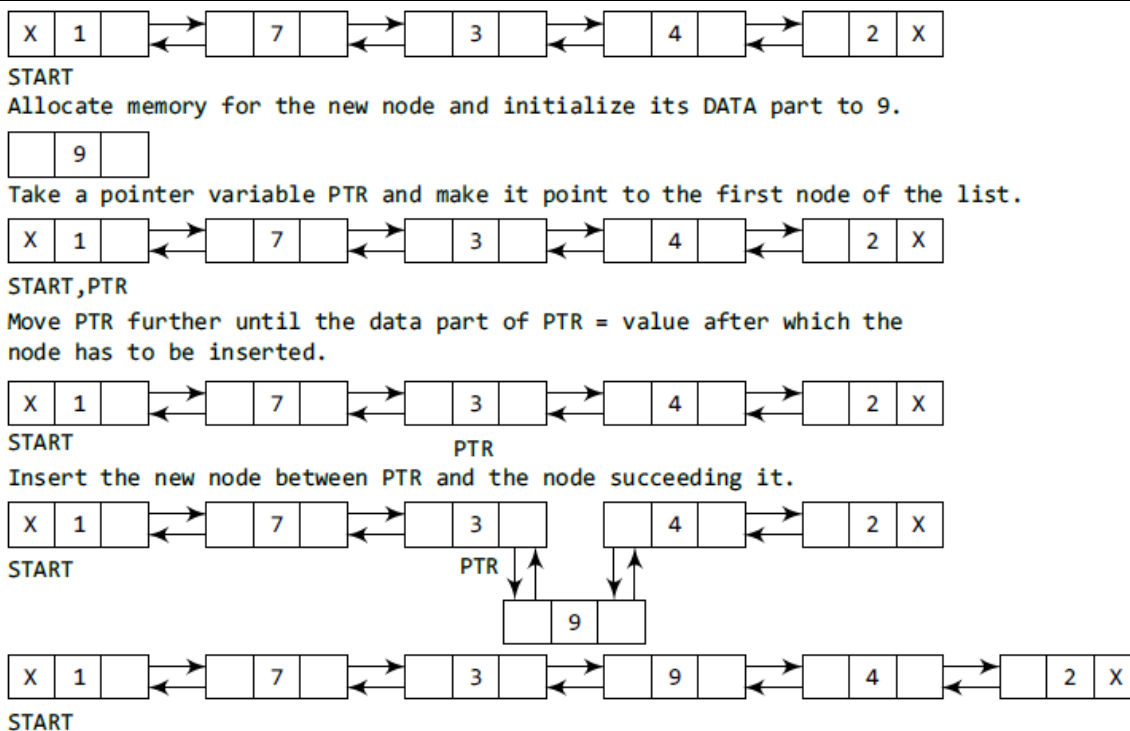 X 1 7 3 4 2 X
START
Allocate memory for the new node and initialize its DATA part to 9.
9
Take a pointer variable PTR and make it point to the first node of the list.
X 1 7 3 4 2 X
START,PTR
Move PTR further until the data part of PTR = value after which the
node has to be inserted.
X 1 7 3 4 2 X
START PTR
Insert the new node between PTR and the node succeeding it.
X 1 7 3 4 2 X
START PTR
9
X 1 7 3 9 4 2 X
START